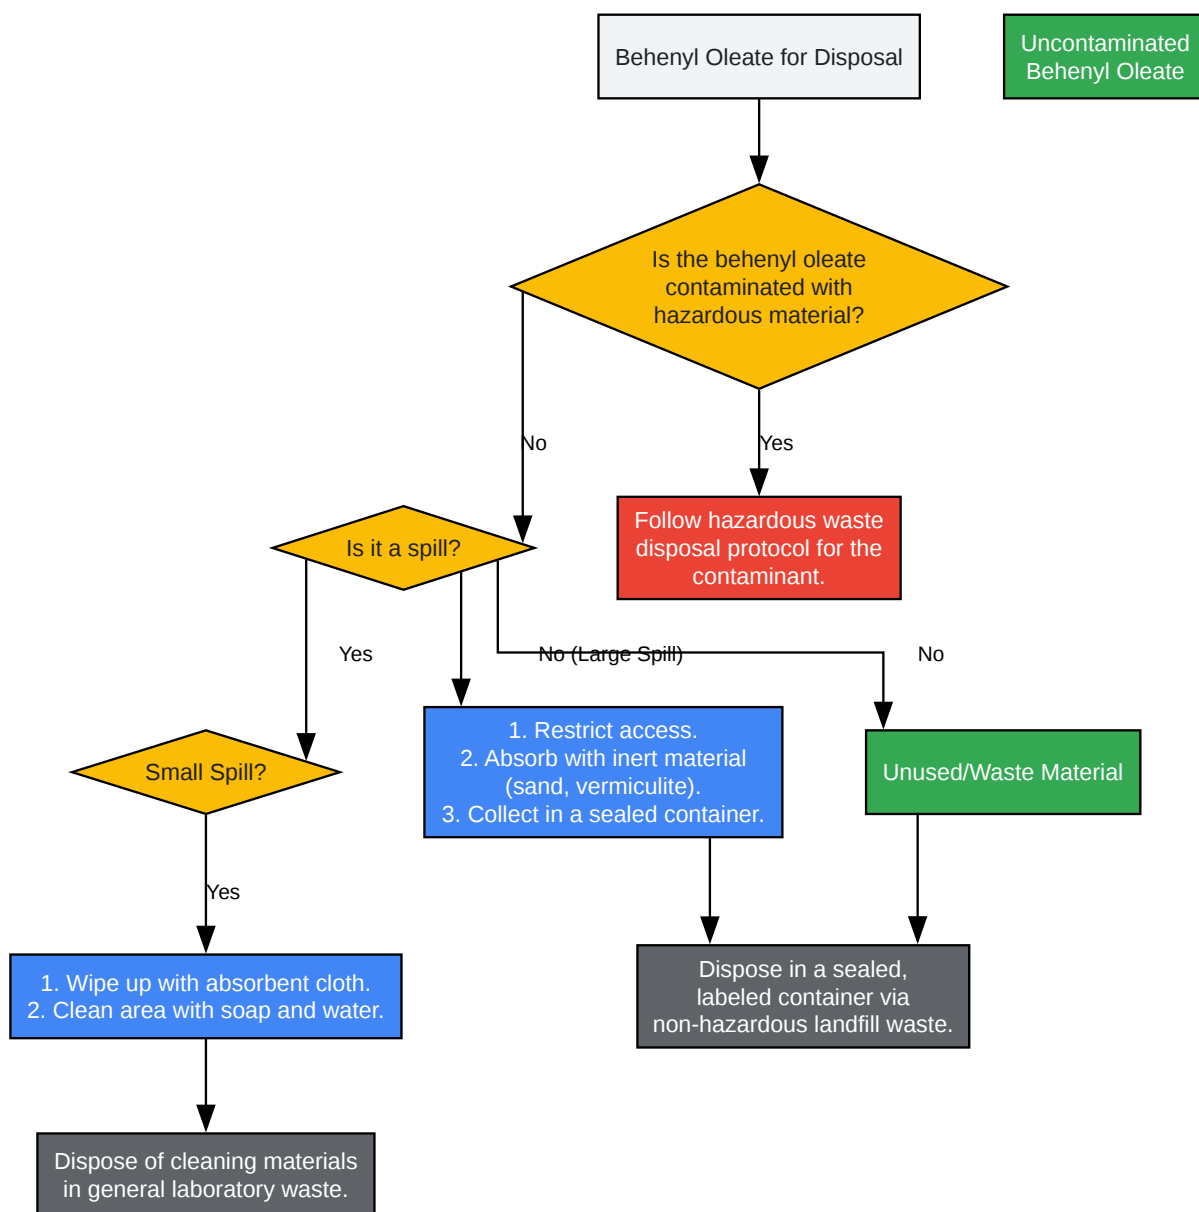 Behenyl Oleate for Disposal
Uncontaminated
Behenyl Oleate
Is the behenyl oleate
contaminated with
hazardous material?
No
Yes
Follow hazardous waste
disposal protocol for the
contaminant.
Is it a spill?
Yes
No (Large Spill)
No
1. Restrict access.
2. Absorb with inert material
(sand, vermiculite).
3. Collect in a sealed container.
Small Spill?
Unused/Waste Material
Yes
1. Wipe up with absorbent cloth.
2. Clean area with soap and water.
Dispose in a sealed,
labeled container via
non-hazardous landfill waste.
Dispose of cleaning materials
in general laboratory waste.